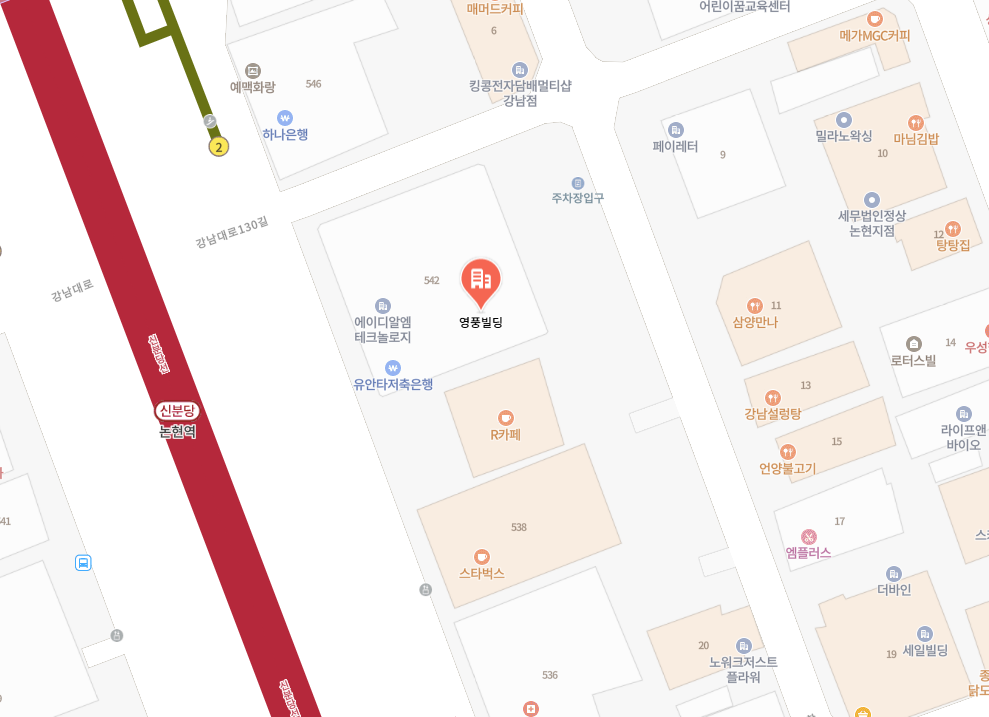 매머드커피
6
어린이꿈교육센터
메가MGC커피
예맥화랑
546
하나은행
킹콩전자담배멀티샵
강남점
2
페이레터
9
밀라노왁싱
마님김밥
10
주차장입구
세무법인정상
논현지점
12
탕탕집
강남대로130길
강남대로
542
영풍빌딩
에이디알엠
테크놀로지
유안타저축은행
삼양만나
11
로터스빌
14
13
강남설렁탕
R카페
신분당
논현역
15
언양불고기
라이프앤
바이오
538
스타벅스
17
엠플러스
더바인
20
노워크저스트
플라워
19
세일빌딩
536